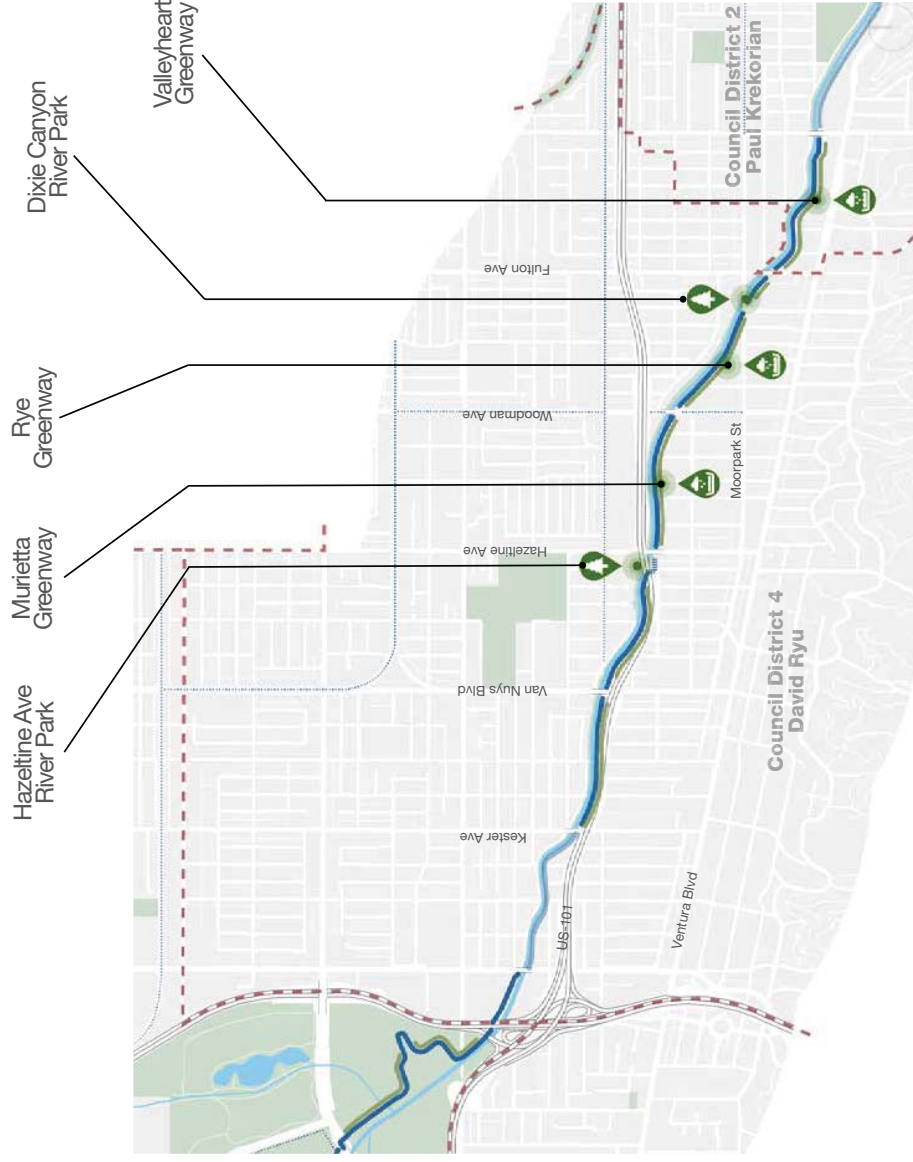 Valleyheart
Greenway
Dixie Canyon
River Park
Rye
Greenway
Murietta
Greenway
Hazeltine Ave
River Park
Council District 2
Paul Krekorian
Fulton Ave
Woodman Ave
Moorpark St
Hazeltine Ave
Van Nuys Blvd
Council District 4
David Ryu
Kester Ave
US-101
Ventura Blvd